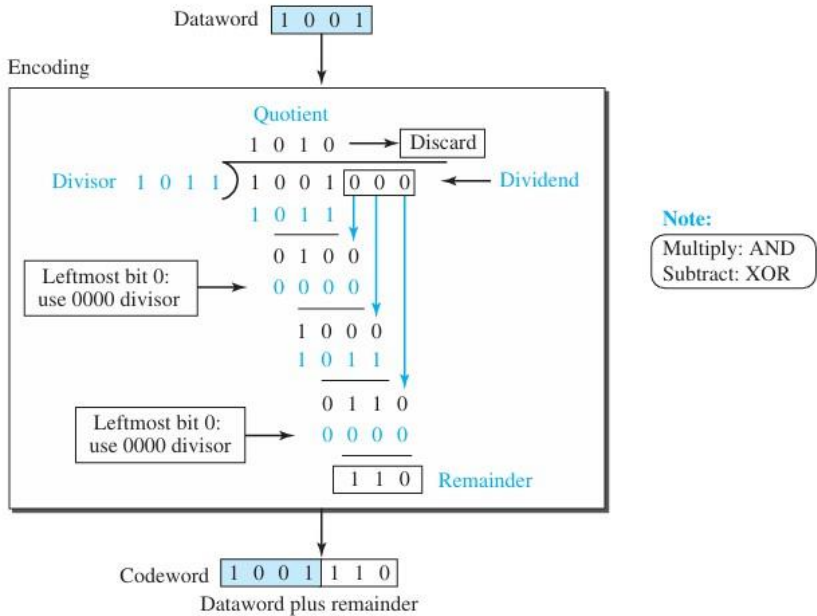 Dataword 1 0 0 1
Encoding
Quotient
1 0 1 0 Discard
Divisor 1 0 1 1 1 0 0 1 0 0 0 Dividend
1 0 1 1
Note:
0 1 0 0
Multiply: AND
Subtract: XOR
Leftmost bit 0:
use 0000 divisor
0 0 0 0
1 0 0 0
1 0 1 1
0 1 1 0
Leftmost bit 0:
use 0000 divisor
0 0 0 0
1 1 0 Remainder
Codeword 1 0 0 1 1 1 0
Dataword plus remainder